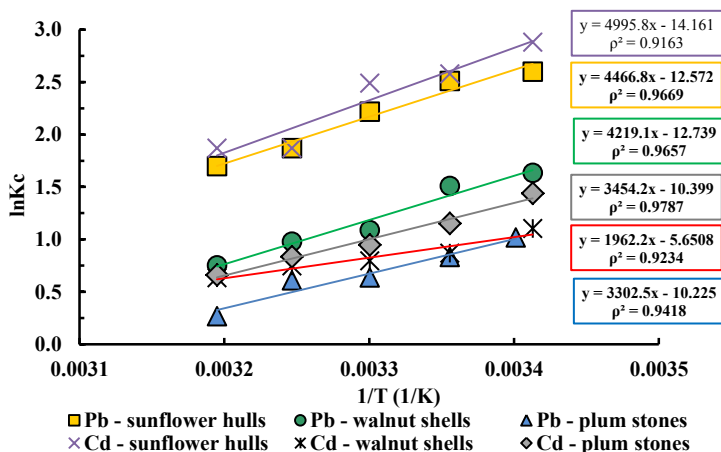 3.0
2.5
2.0
1.5
1.0
0.5
0.0
lnKc
0.0031 0.0032 0.0033 0.0034 0.0035
1/T (1/K)
y = 4995.8x - 14.161
ρ² = 0.9163
y = 4466.8x - 12.572
ρ² = 0.9669
y = 4219.1x - 12.739
ρ² = 0.9657
y = 3454.2x - 10.399
ρ² = 0.9787
y = 1962.2x - 5.6508
ρ² = 0.9234
y = 3302.5x - 10.225
ρ² = 0.9418
Pb - sunflower hulls Pb - walnut shells Pb - plum stones
Cd - sunflower hulls Cd - walnut shells Cd - plum stones